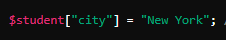 $student["city"] = "New York"; /